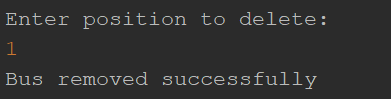 Enter position to delete:
1
Bus removed successfully